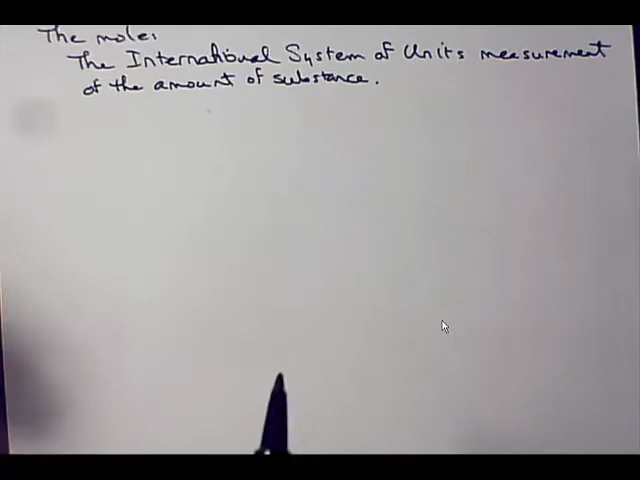 The mole:
The International System of Units measurement
of the amount of substance.